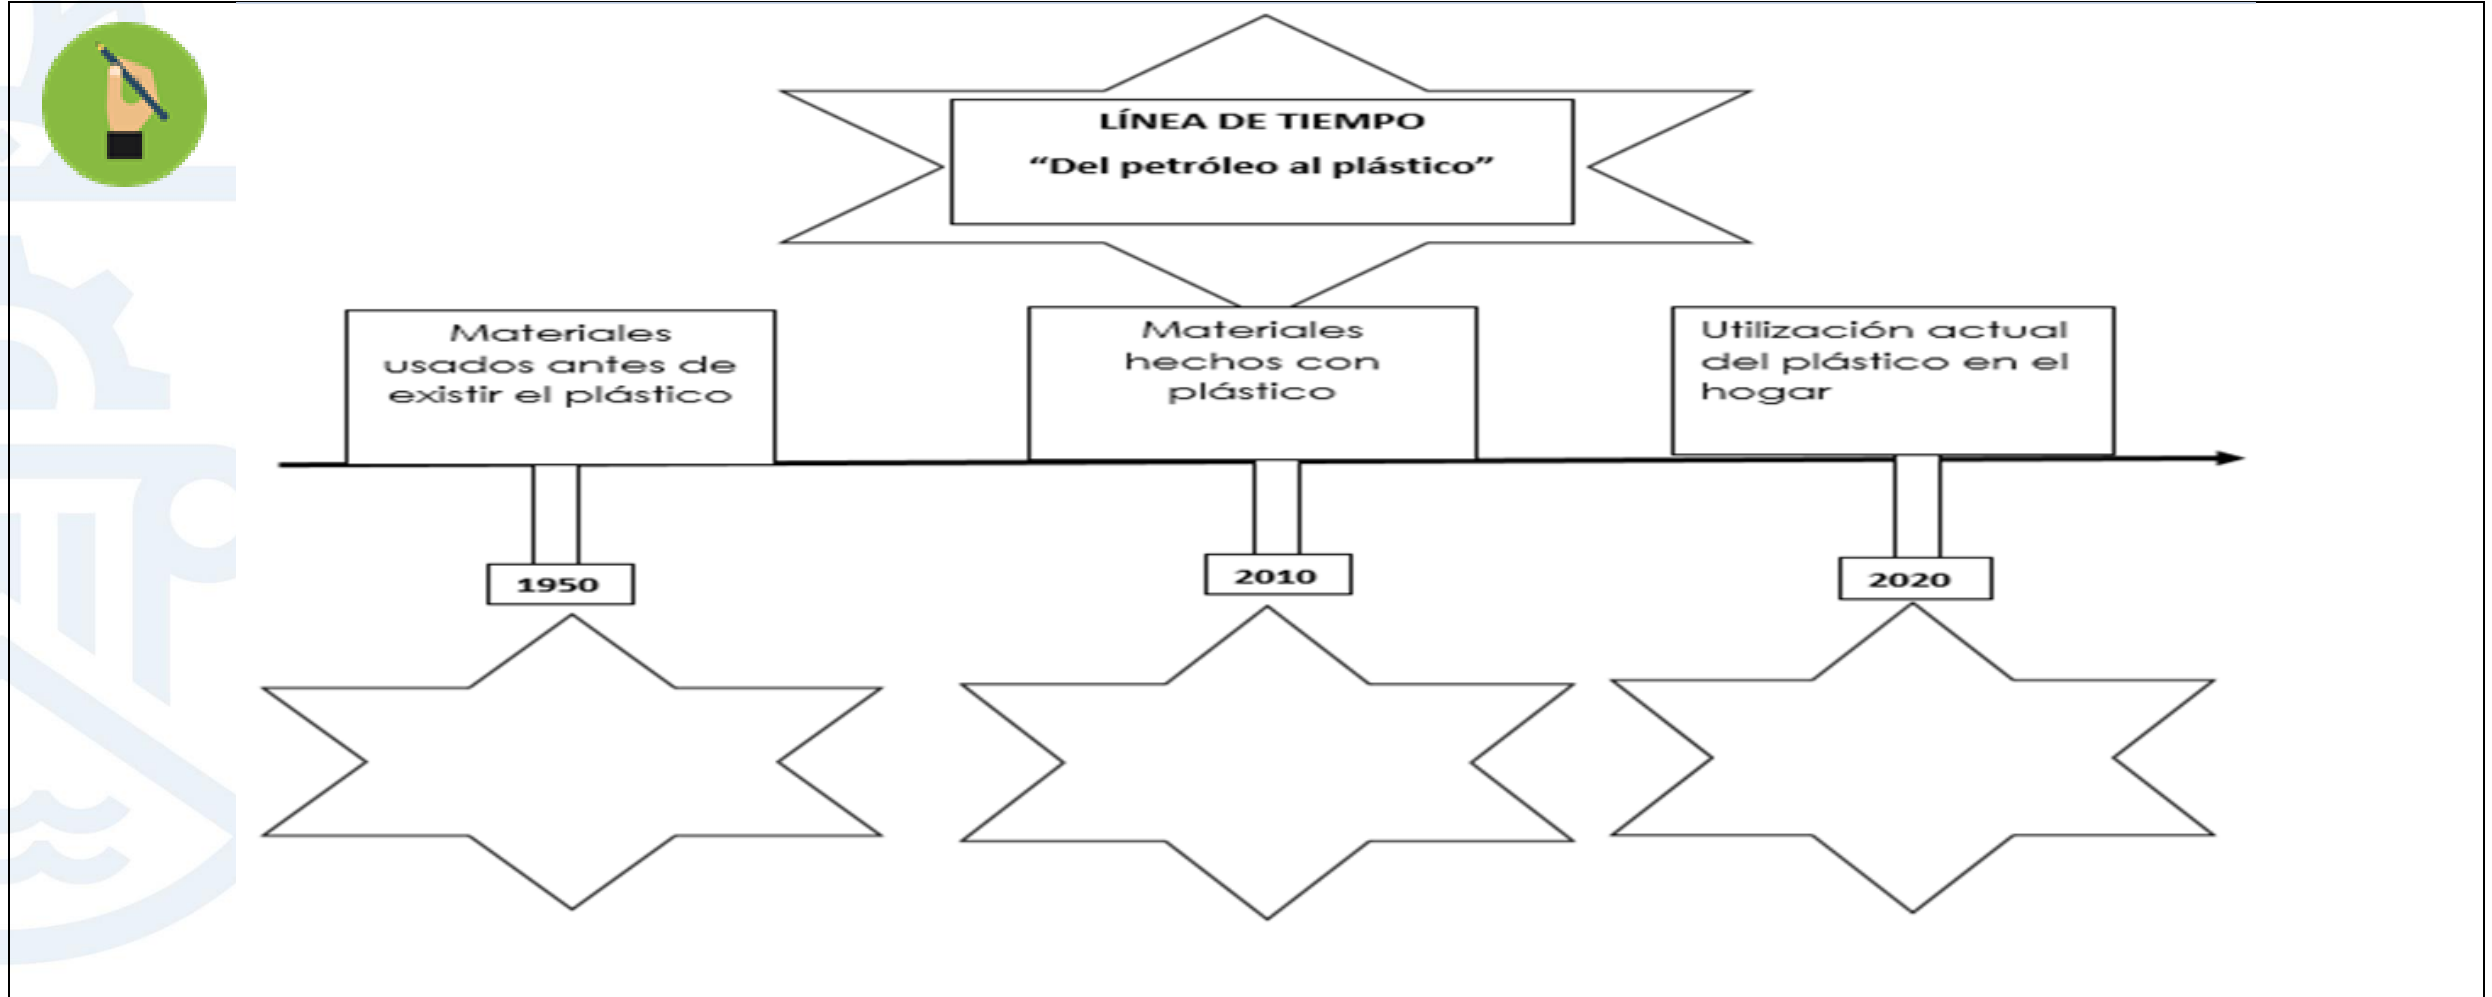 LÍNEA DE TIEMPO
“Del petróleo al plástico”
Materiales
usados antes de
existir el plástico
Materiales
hechos con
plástico
Utilización actual
del plástico en el
hogar
1950
2010
2020